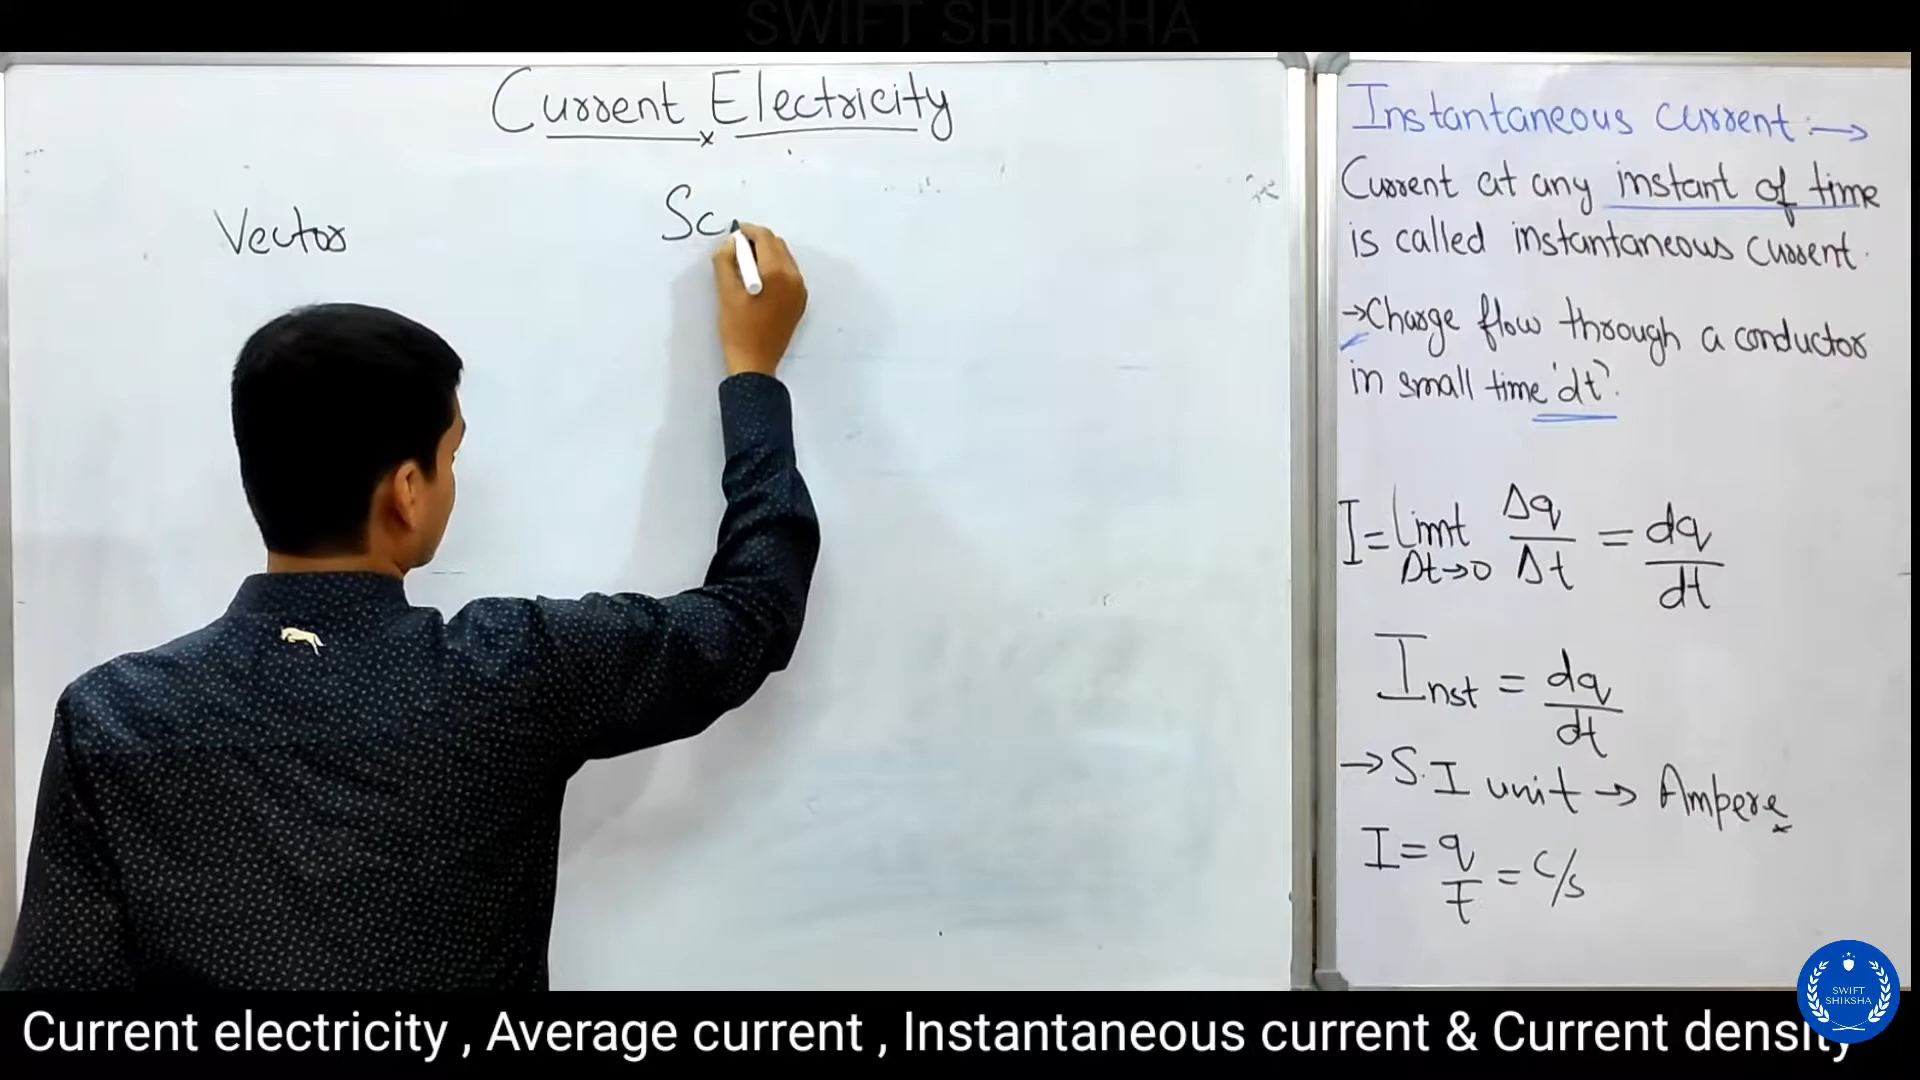 SWIFT SHIKSHA
Current Electricity
Vector
Sc
Instantaneous current :→
Current at any instant of time
is called instantaneous current.
→Charge flow through a conductor
in small time 'dt'.
I = Limt Δq/Δt = dq/dt
Δt→0
Inst = dq/dt
→ S.I unit → Ampere
I = q/t = C/s
SWIFT
SHIKSHA
Current electricity , Average current , Instantaneous current & Current density